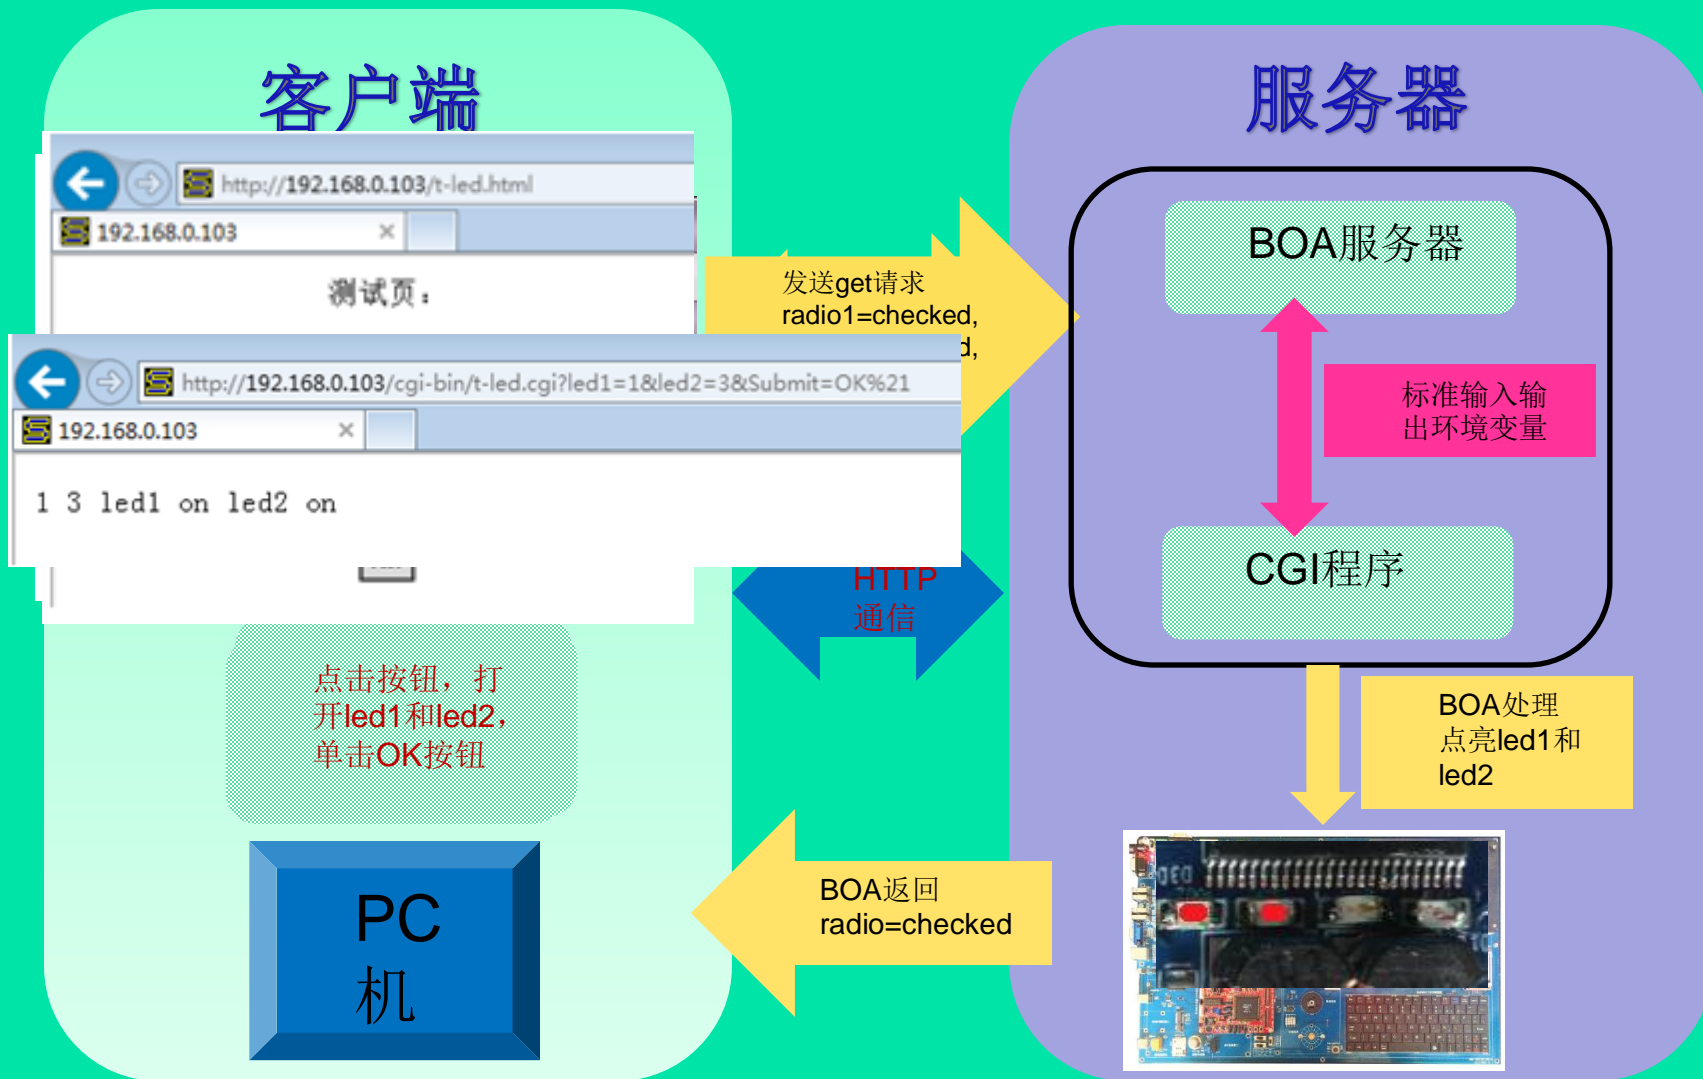 客户端
http://192.168.0.103/t-led.html
192.168.0.103
测试页：
http://192.168.0.103/cgi-bin/t-led.cgi?led1=1&led2=3&Submit=OK%21
192.168.0.103
1 3 led1 on led2 on
点击按钮，打
开led1和led2，
单击OK按钮
PC
机
发送get请求
radio1=checked,
d,
HTTP
通信
BOA返回
radio=checked
服务器
BOA服务器
标准输入输
出环境变量
CGI程序
BOA处理
点亮led1和
led2